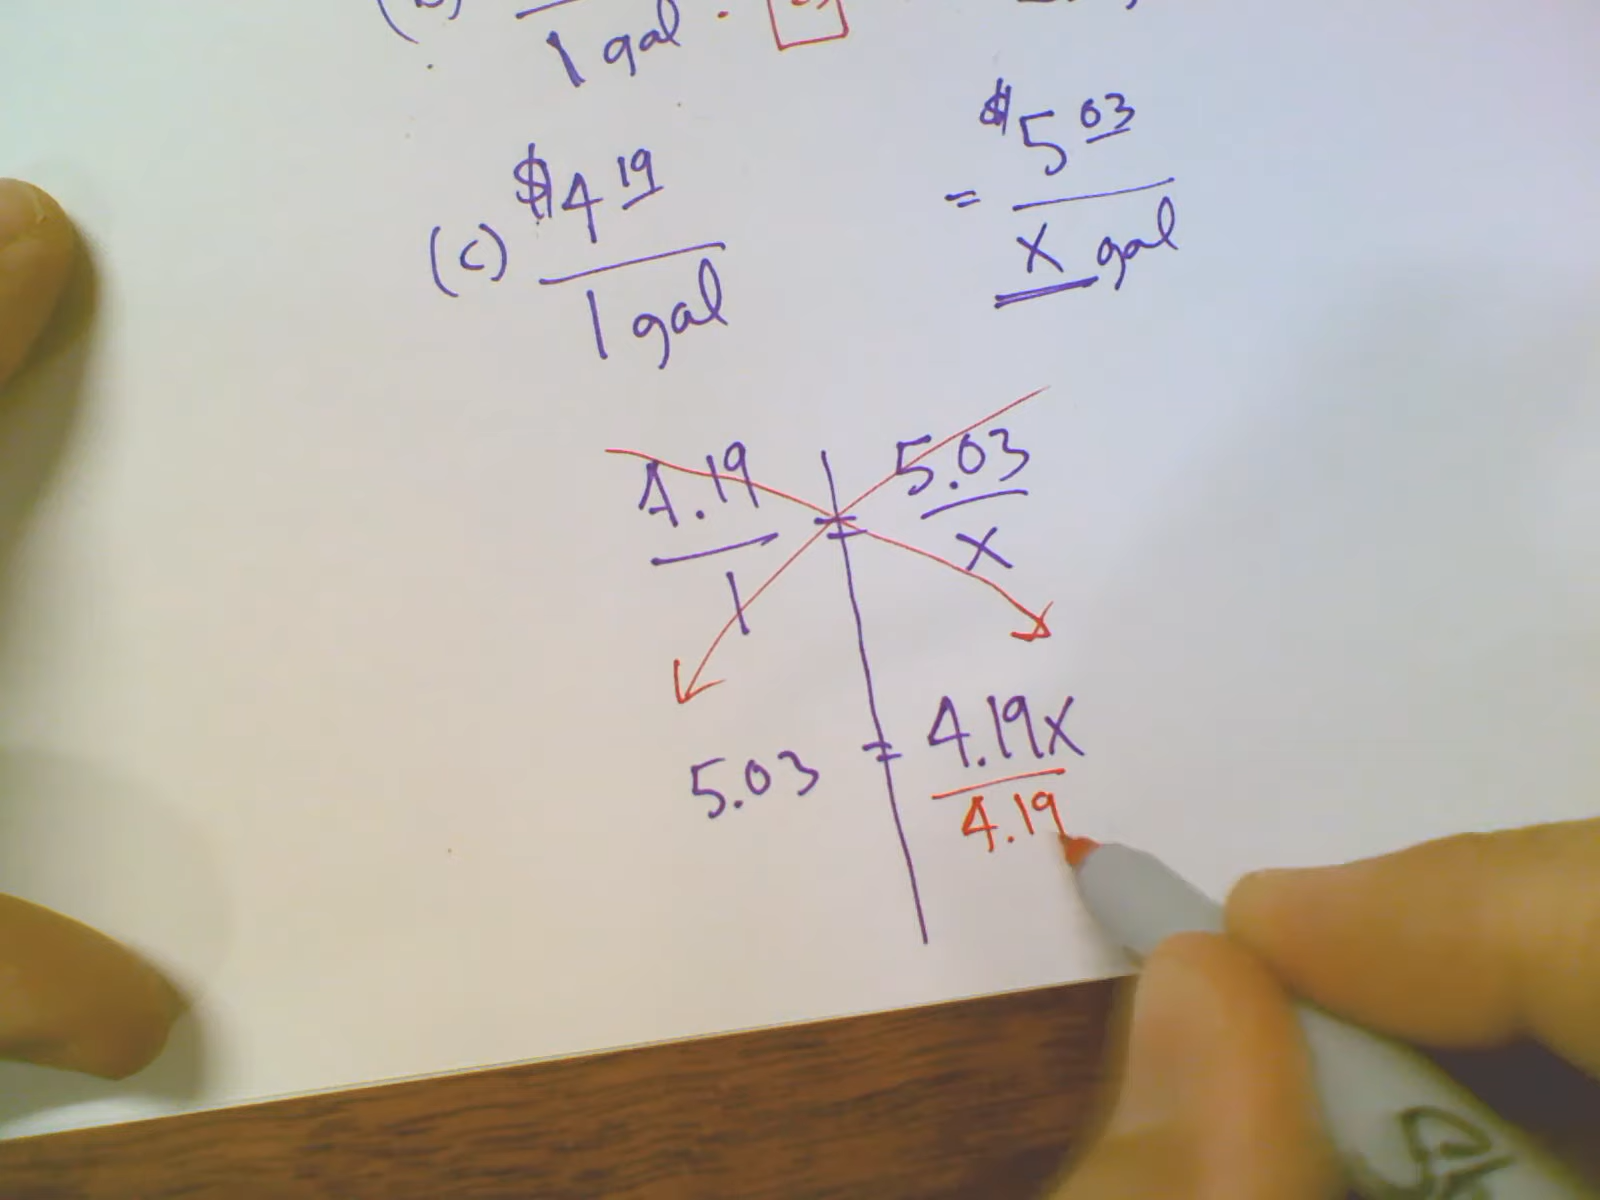 1 gal ·
(c) $4 19 / 1 gal = $5 03 / x gal
4.19 / 1 = 5.03 / x
5.03 = 4.19x / 4.19